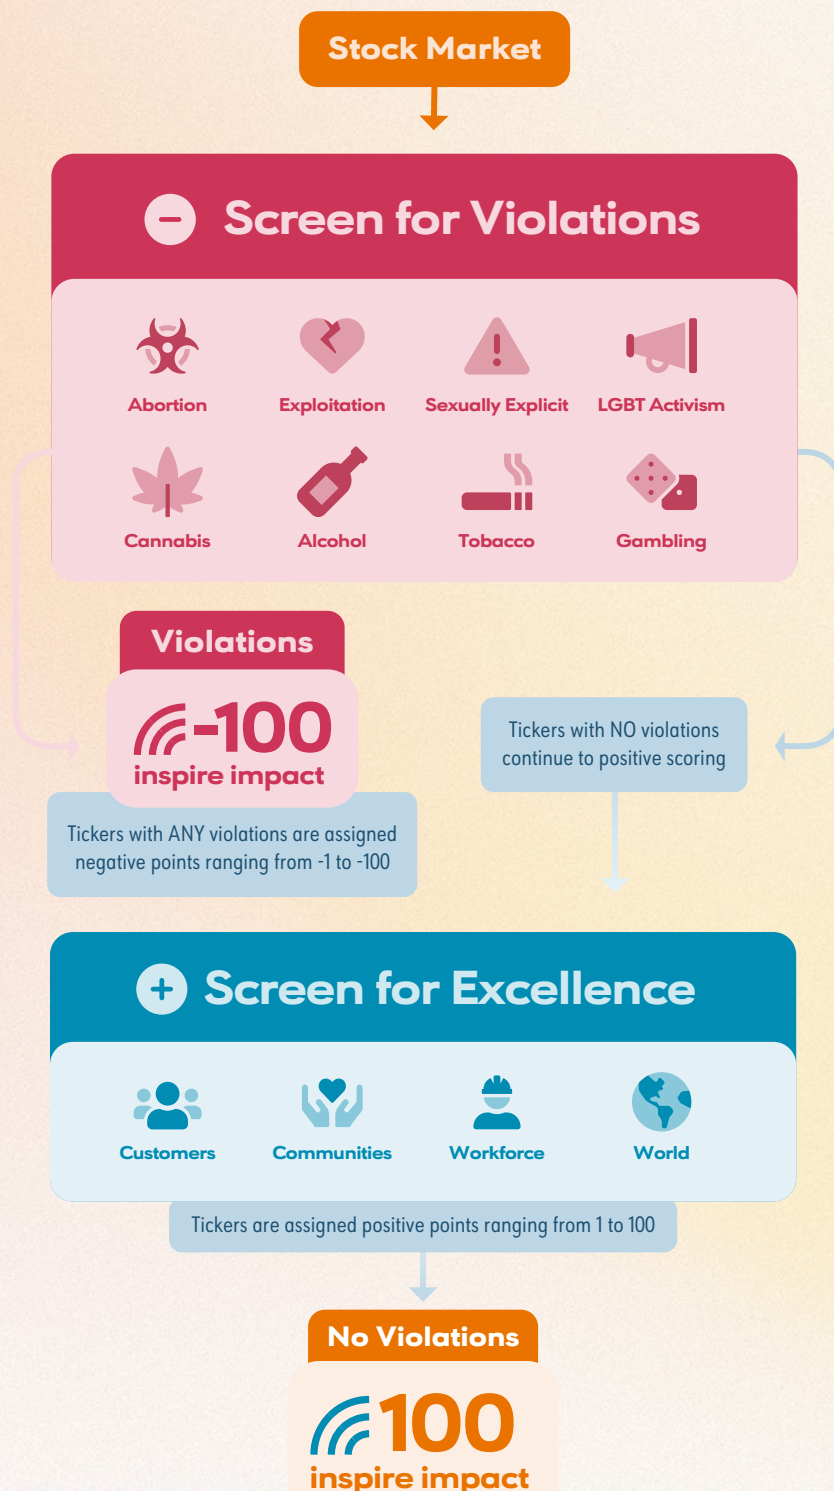 Stock Market
Screen for Violations
Abortion
Exploitation
Sexually Explicit
LGBT Activism
Cannabis
Alcohol
Tobacco
Gambling
Violations
-100
inspire impact
Tickers with ANY violations are assigned
negative points ranging from -1 to -100
Tickers with NO violations
continue to positive scoring
Screen for Excellence
Customers
Communities
Workforce
World
Tickers are assigned positive points ranging from 1 to 100
No Violations
100
inspire impact